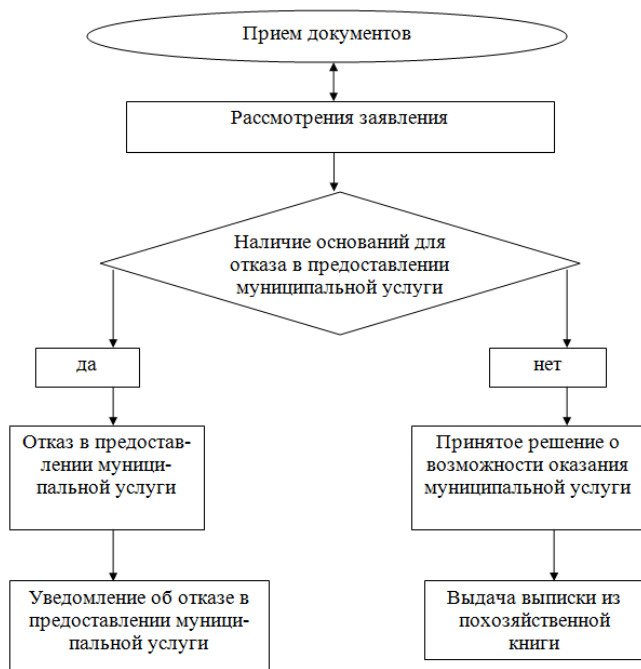 Прием документов
Рассмотрения заявления
Наличие оснований для
отказа в предоставлении
муниципальной услуги
да
нет
Отказ в предостав-
лении муници-
пальной услуги
Принятое решение о
возможности оказания
муниципальной услуги
Уведомление об отказе в
предоставлении муници-
пальной услуги
Выдача выписки из
похозяйственной
книги